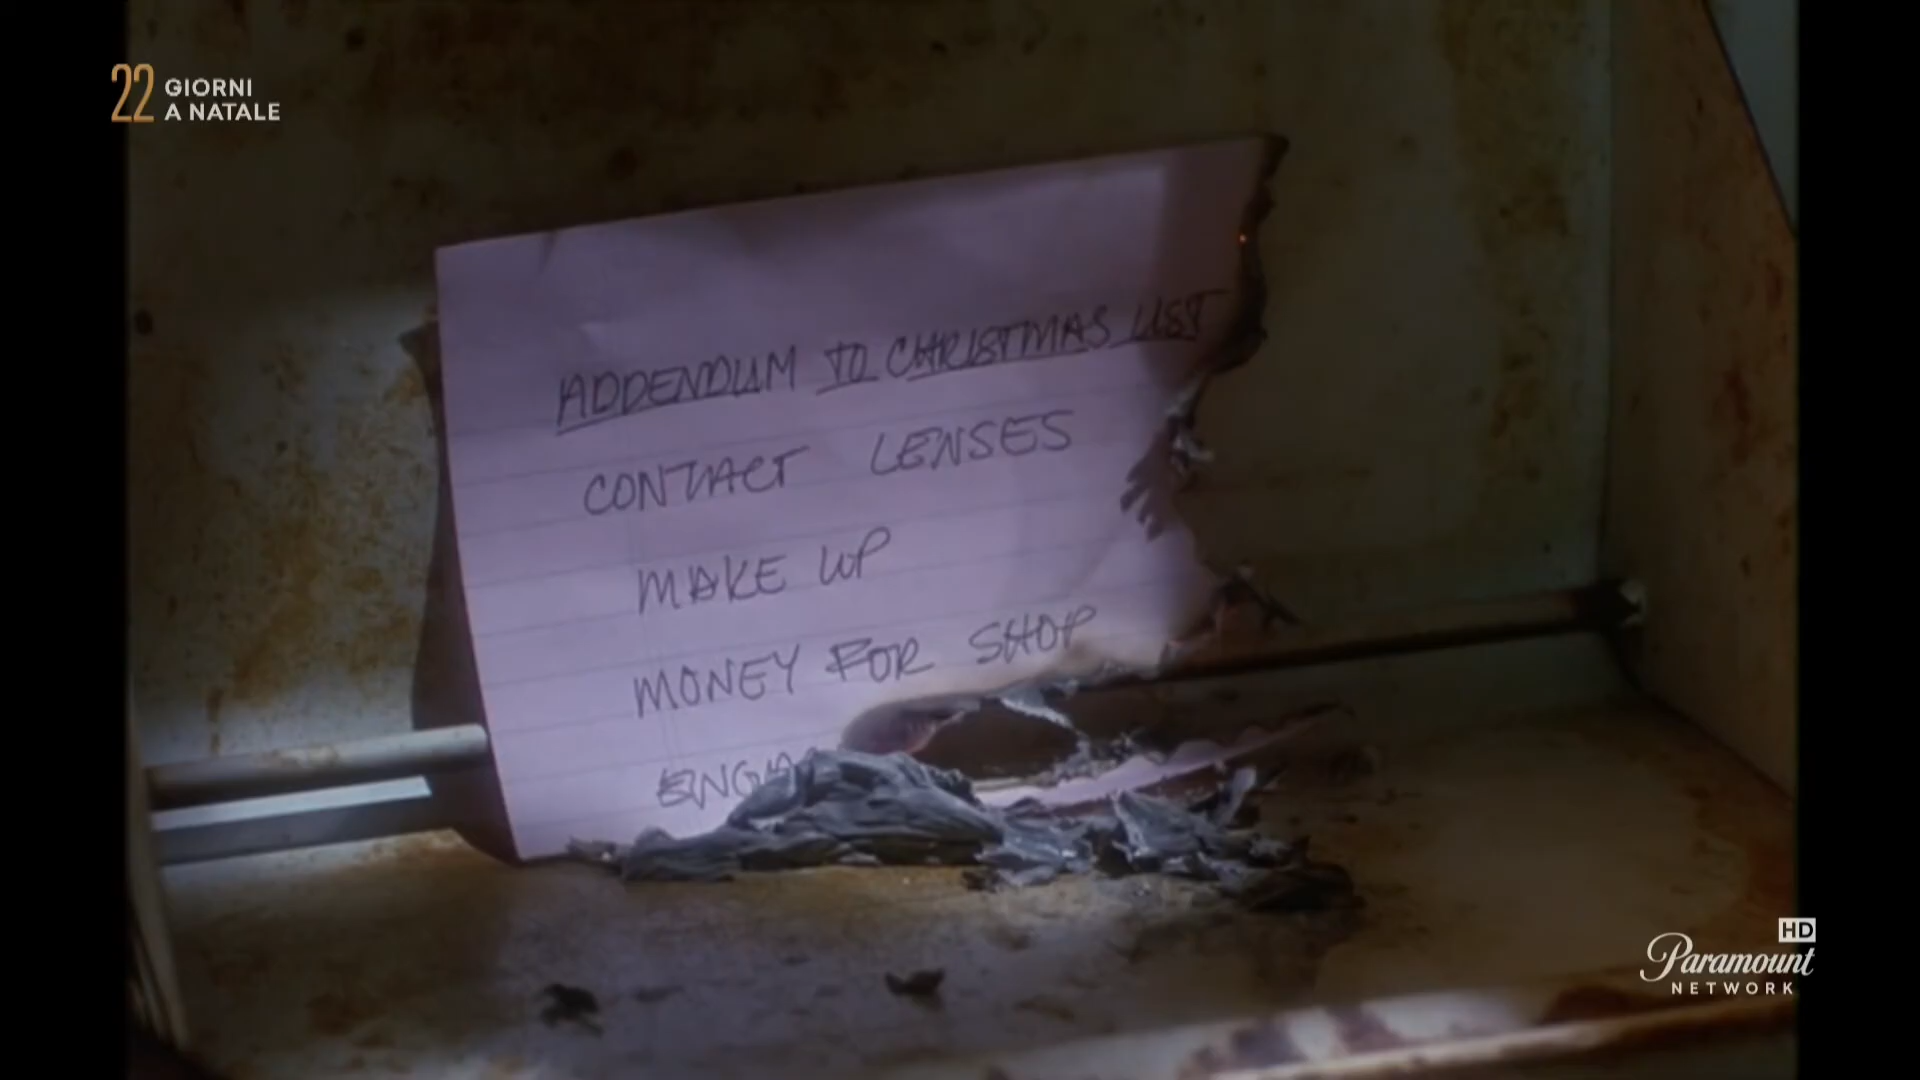 22 GIORNI
A NATALE
ADDENDUM TO CHRISTMAS LIST
CONTACT LENSES
MAKE UP
MONEY FOR SHOP
HD
Paramount
NETWORK